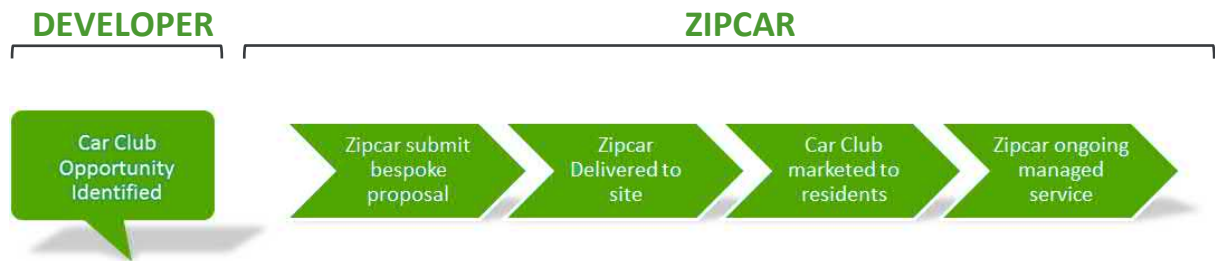 DEVELOPER
ZIPCAR
Car Club
Opportunity
Identified
Zipcar submit
bespoke
proposal
Zipcar
Delivered to
site
Car Club
marketed to
residents
Zipcar ongoing
managed
service